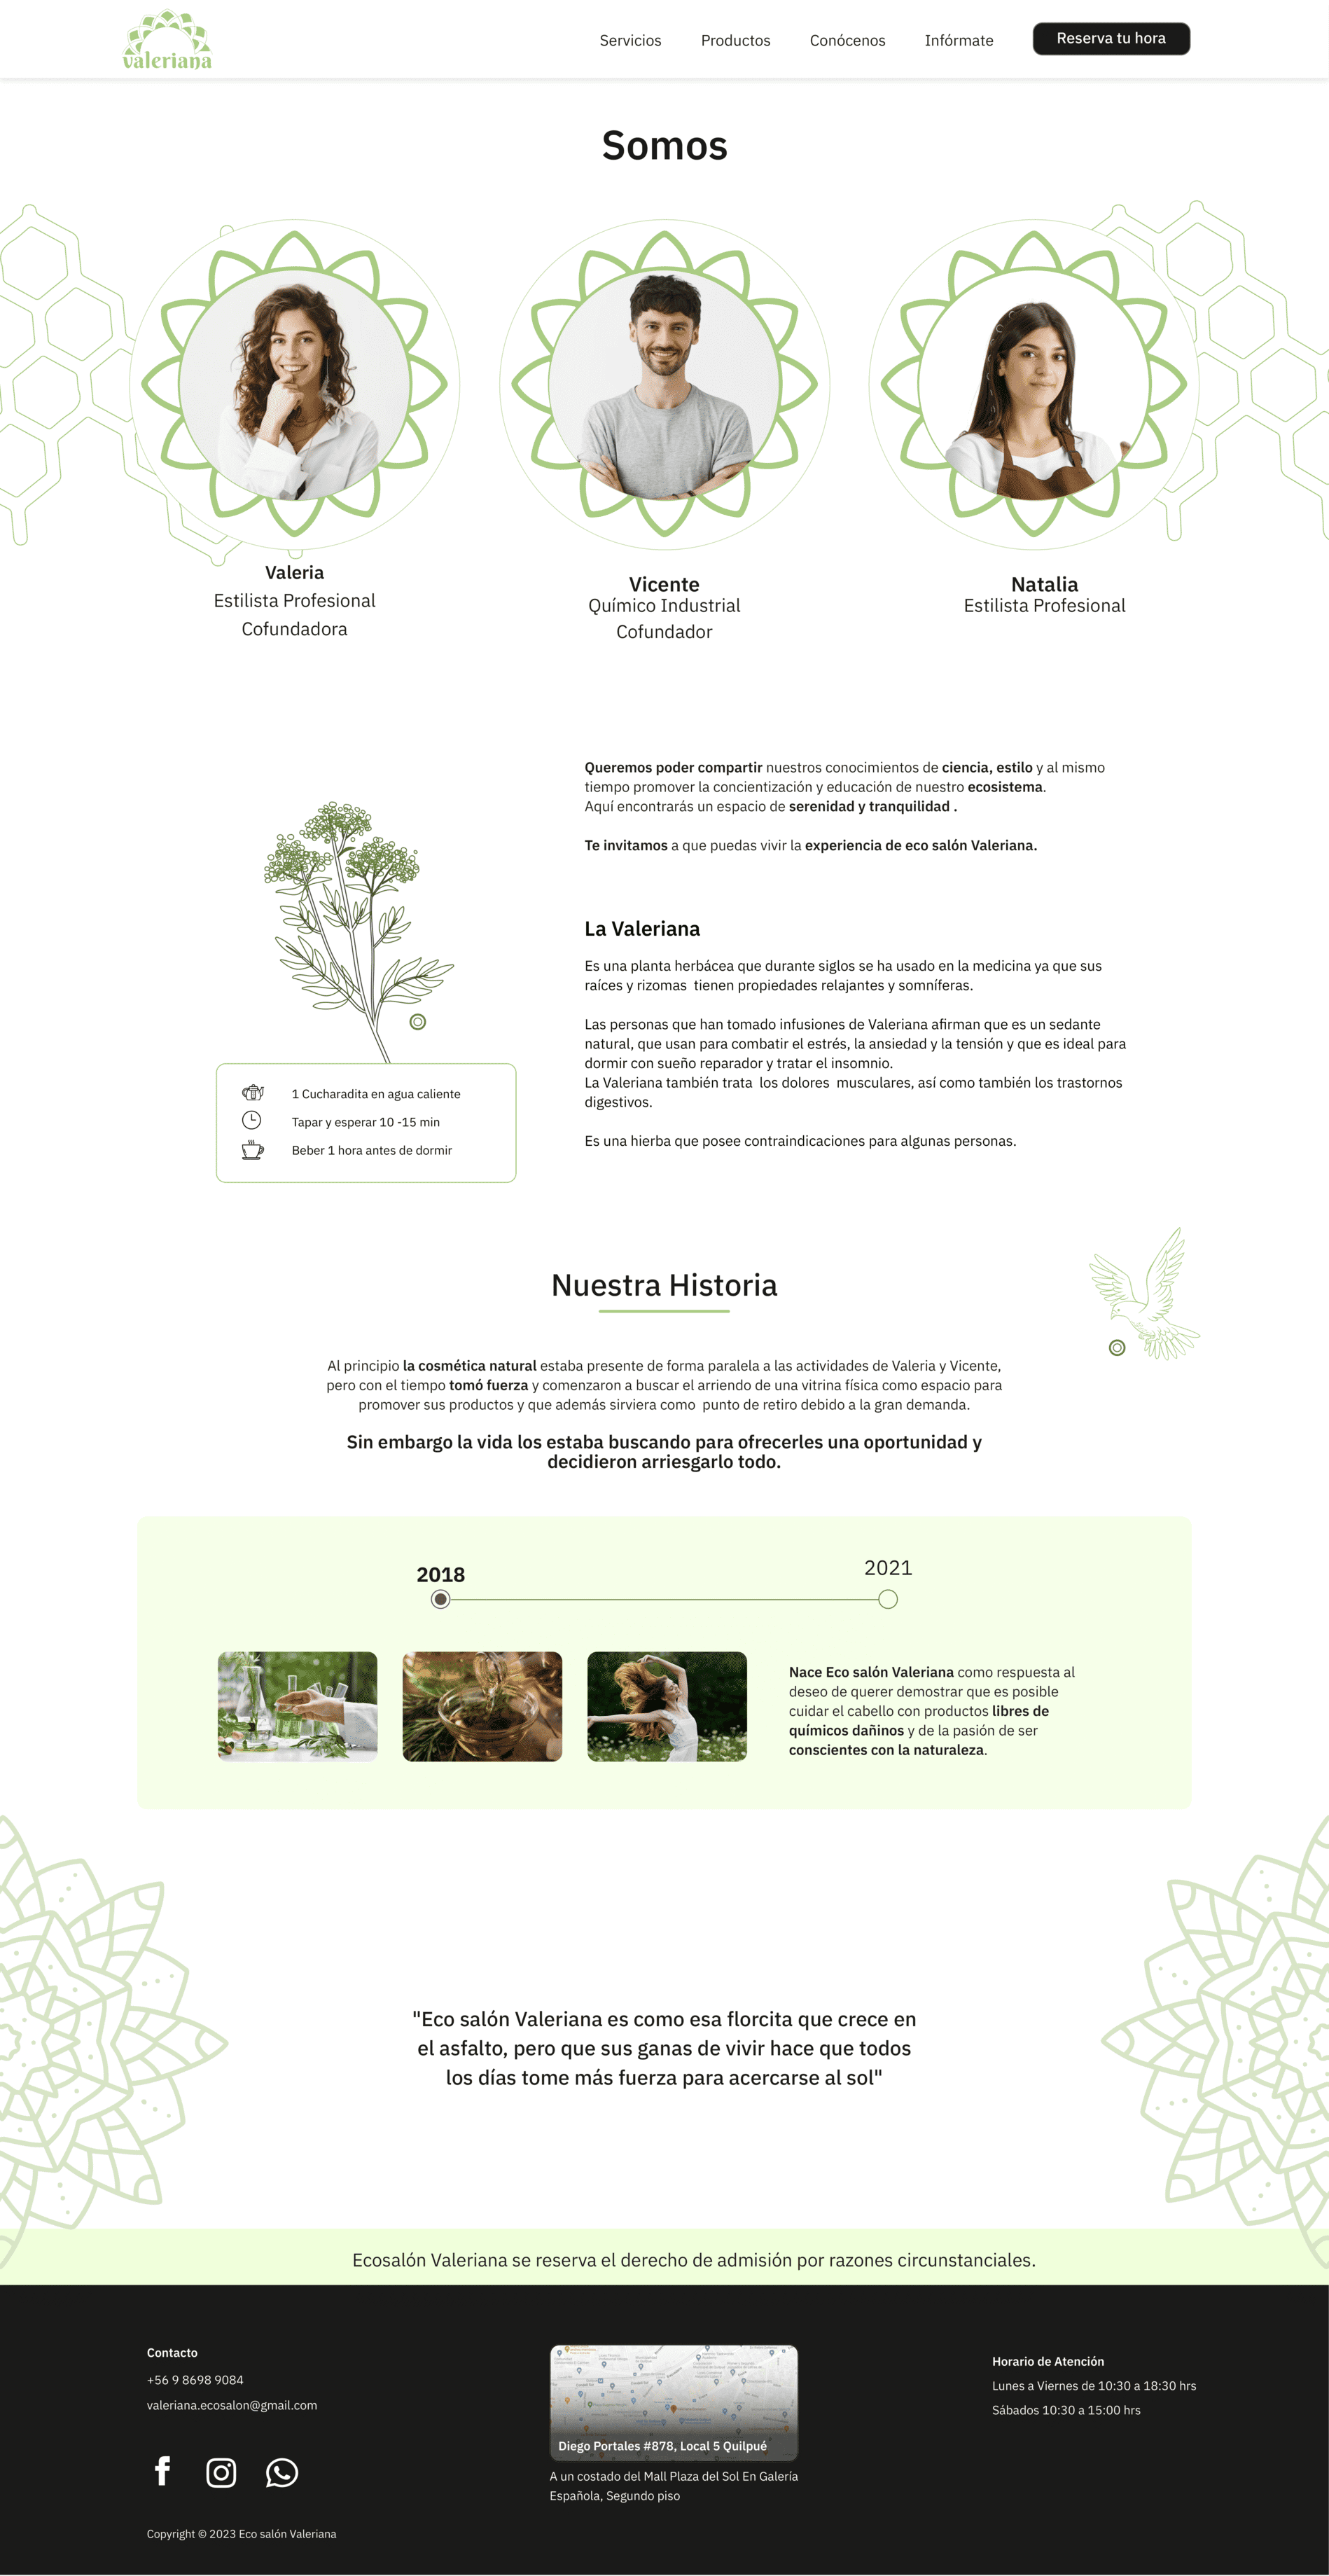 valeriana
Servicios
Productos
Conócenos
Infórmate
Reserva tu hora
Somos
Valeria
Estilista Profesional
Cofundadora
Vicente
Químico Industrial
Cofundador
Natalia
Estilista Profesional
Queremos poder compartir nuestros conocimientos de ciencia, estilo y al mismo
tiempo promover la concientización y educación de nuestro ecosistema.
Aquí encontrarás un espacio de serenidad y tranquilidad .
Te invitamos a que puedas vivir la experiencia de eco salón Valeriana.
La Valeriana
Es una planta herbácea que durante siglos se ha usado en la medicina ya que sus
raíces y rizomas tienen propiedades relajantes y somníferas.
Las personas que han tomado infusiones de Valeriana afirman que es un sedante
natural, que usan para combatir el estrés, la ansiedad y la tensión y que es ideal para
dormir con sueño reparador y tratar el insomnio.
La Valeriana también trata los dolores musculares, así como también los trastornos
digestivos.
Es una hierba que posee contraindicaciones para algunas personas.
1 Cucharadita en agua caliente
Tapar y esperar 10 -15 min
Beber 1 hora antes de dormir
Nuestra Historia
Al principio la cosmética natural estaba presente de forma paralela a las actividades de Valeria y Vicente,
pero con el tiempo tomó fuerza y comenzaron a buscar el arriendo de una vitrina física como espacio para
promover sus productos y que además sirviera como punto de retiro debido a la gran demanda.
Sin embargo la vida los estaba buscando para ofrecerles una oportunidad y
decidieron arriesgarlo todo.
2018
2021
Nace Eco salón Valeriana como respuesta al
deseo de querer demostrar que es posible
cuidar el cabello con productos libres de
químicos dañinos y de la pasión de ser
conscientes con la naturaleza.
"Eco salón Valeriana es como esa florcita que crece en
el asfalto, pero que sus ganas de vivir hace que todos
los días tome más fuerza para acercarse al sol"
Ecosalón Valeriana se reserva el derecho de admisión por razones circunstanciales.
Contacto
+56 9 8698 9084
valeriana.ecosalon@gmail.com
Copyright © 2023 Eco salón Valeriana
Diego Portales #878, Local 5 Quilpué
A un costado del Mall Plaza del Sol En Galería
Española, Segundo piso
Horario de Atención
Lunes a Viernes de 10:30 a 18:30 hrs
Sábados 10:30 a 15:00 hrs